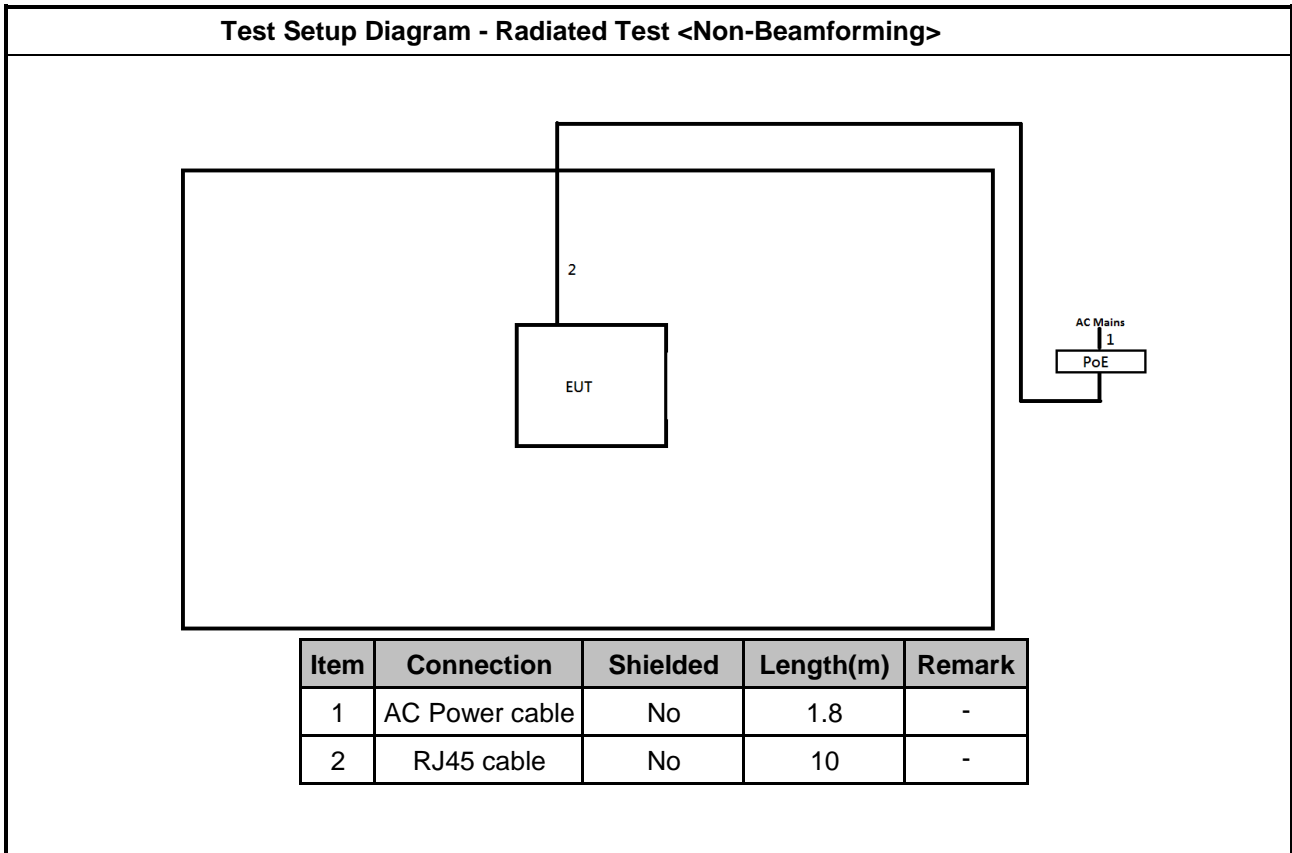 Test Setup Diagram - Radiated Test <Non-Beamforming>
2
AC Mains
1
PoE
EUT
Item Connection Shielded Length(m) Remark
1 AC Power cable No 1.8 -
2 RJ45 cable No 10 -